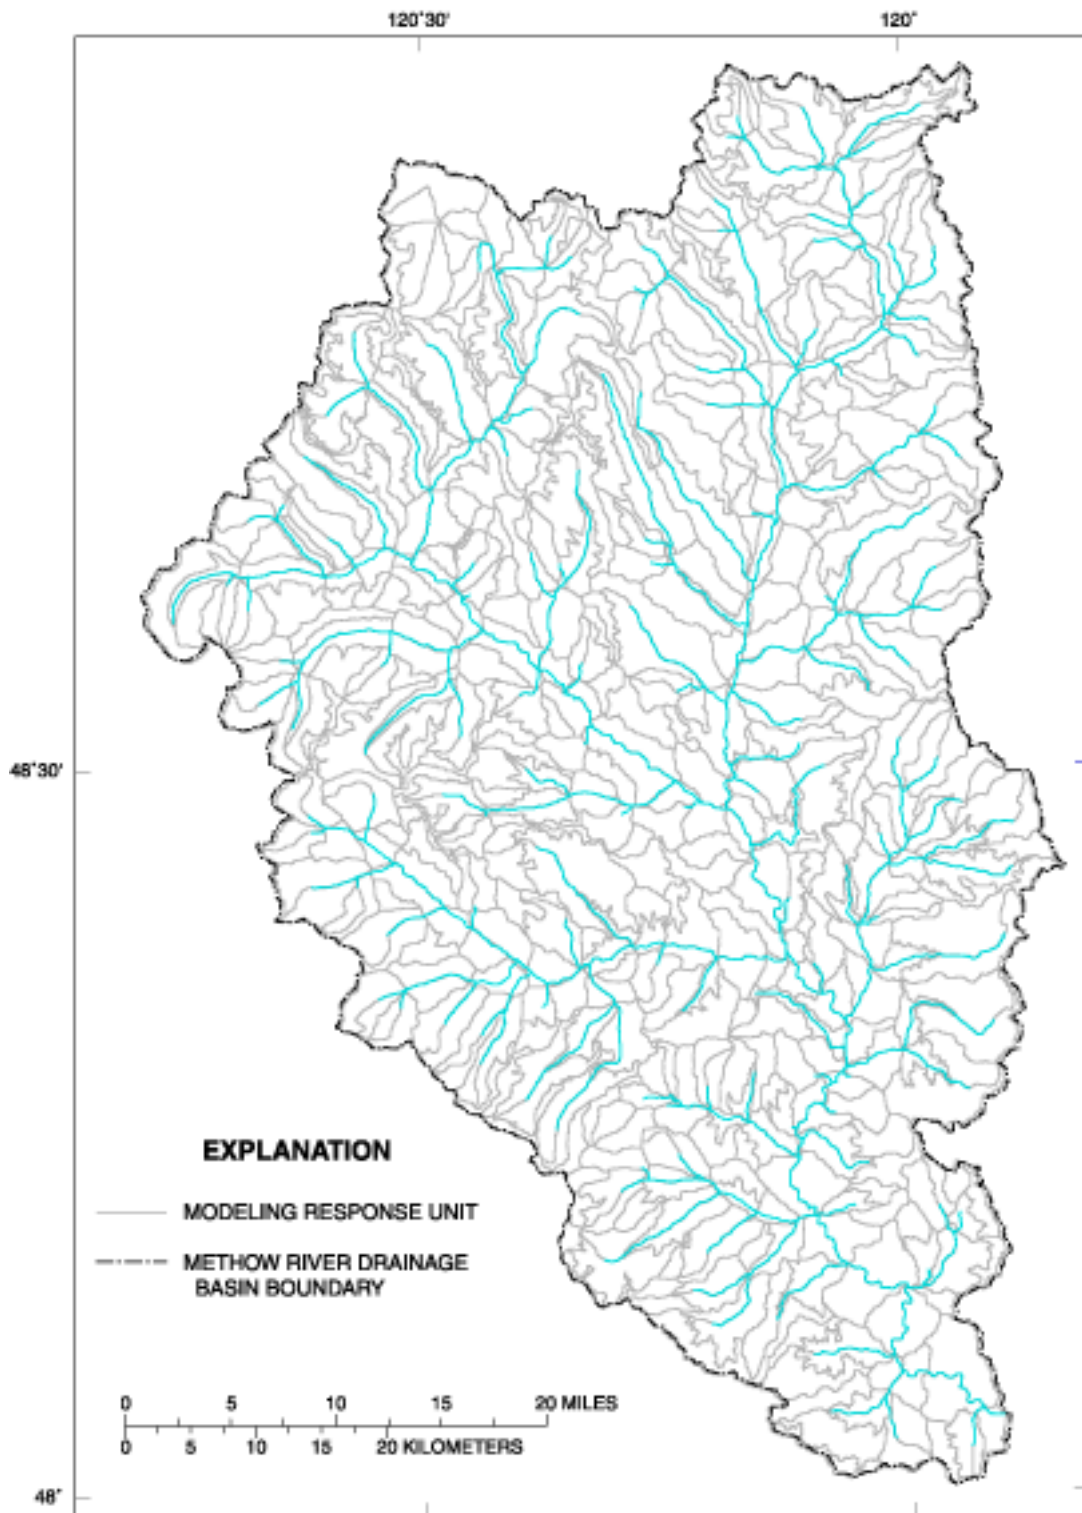 120°30' 120°
48°30'
EXPLANATION
MODELING RESPONSE UNIT
METHOW RIVER DRAINAGE
BASIN BOUNDARY
0 5 10 15 20 MILES
0 5 10 15 20 KILOMETERS
48°